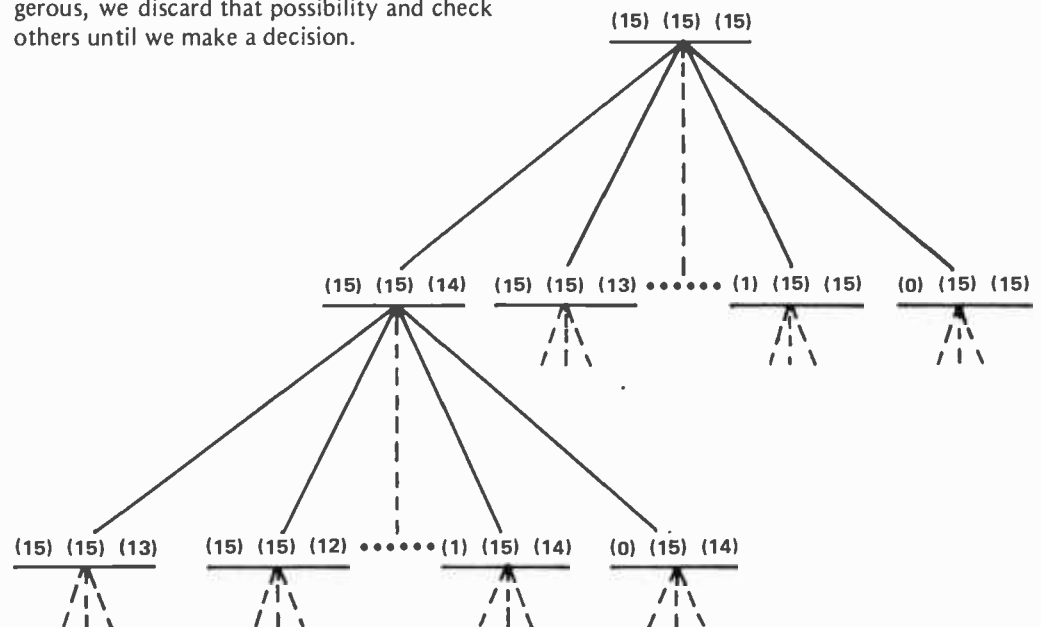 gerous, we discard that possibility and check
others until we make a decision.
(15) (15) (15)
(15) (15) (14) (15) (15) (13) •••••• (1) (15) (15) (0) (15) (15)
(15) (15) (13) (15) (15) (12) •••••• (1) (15) (14) (0) (15) (14)